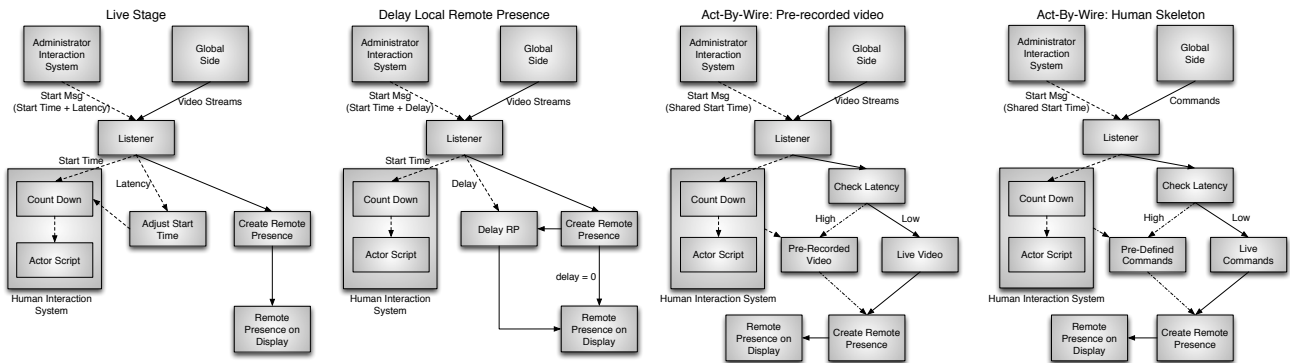 Live Stage
Administrator
Interaction
System
Global
Side
Start Msg
(Start Time + Latency)
Video Streams
Listener
Start Time
Latency
Count Down
Adjust Start
Time
Create Remote
Presence
Actor Script
Human Interaction
System
Remote
Presence on
Display
Delay Local Remote Presence
Administrator
Interaction
System
Global
Side
Start Msg
(Start Time + Delay)
Video Streams
Listener
Start Time
Delay
Count Down
Delay RP
Create Remote
Presence
Actor Script
delay = 0
Human Interaction
System
Remote
Presence on
Display
Act-By-Wire: Pre-recorded video
Administrator
Interaction
System
Global
Side
Start Msg
(Shared Start Time)
Video Streams
Listener
Check Latency
Count Down
High
Low
Actor Script
Pre-Recorded
Video
Live Video
Human Interaction System
Remote
Presence on
Display
Create Remote
Presence
Act-By-Wire: Human Skeleton
Administrator
Interaction
System
Global
Side
Start Msg
(Shared Start Time)
Commands
Listener
Check Latency
Count Down
High
Low
Actor Script
Pre-Defined
Commands
Live
Commands
Human Interaction System
Remote
Presence on
Display
Create Remote
Presence